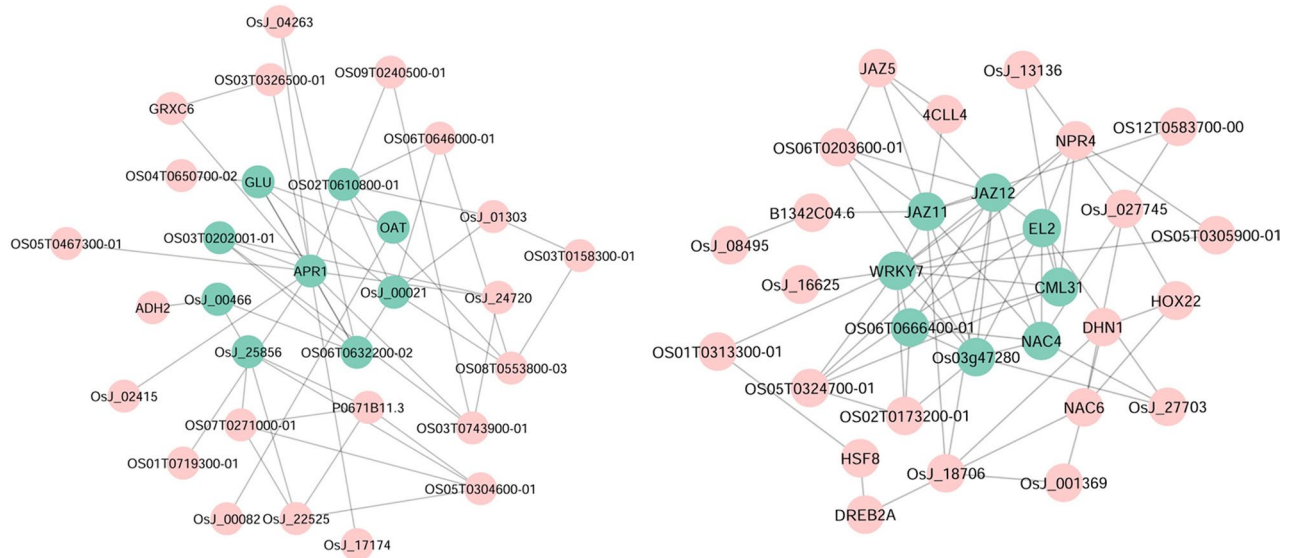 OsJ_04263
OS03T0326500-01
OS09T0240500-01
GRXC6
OS06T0646000-01
OS04T0650700-02
GLU
OS02T0610800-01
OsJ_01303
OAT
OS03T0202001-01
OS05T0467300-01
OS03T0158300-01
APR1
OsJ_00021
OsJ_24720
OsJ_00466
ADH2
OsJ_25856
OS06T0632200-02
OS08T0553800-03
OsJ_02415
P0671B11.3
OS07T0271000-01
OS03T0743900-01
OS01T0719300-01
OS05T0304600-01
OsJ_00082
OsJ_22525
OsJ_17174
JAZ5
OsJ_13136
4CLL4
OS12T0583700-00
NPR4
OS06T0203600-01
JAZ12
B1342C04.6
JAZ11
OsJ_027745
EL2
OsJ_08495
OS05T0305900-01
WRKY7
OsJ_16625
CML31
HOX22
OS06T0666400-01
DHN1
NAC4
OS01T0313300-01
Os03g47280
OS05T0324700-01
NAC6
OsJ_27703
OS02T0173200-01
HSF8
OsJ_18706
OsJ_001369
DREB2A